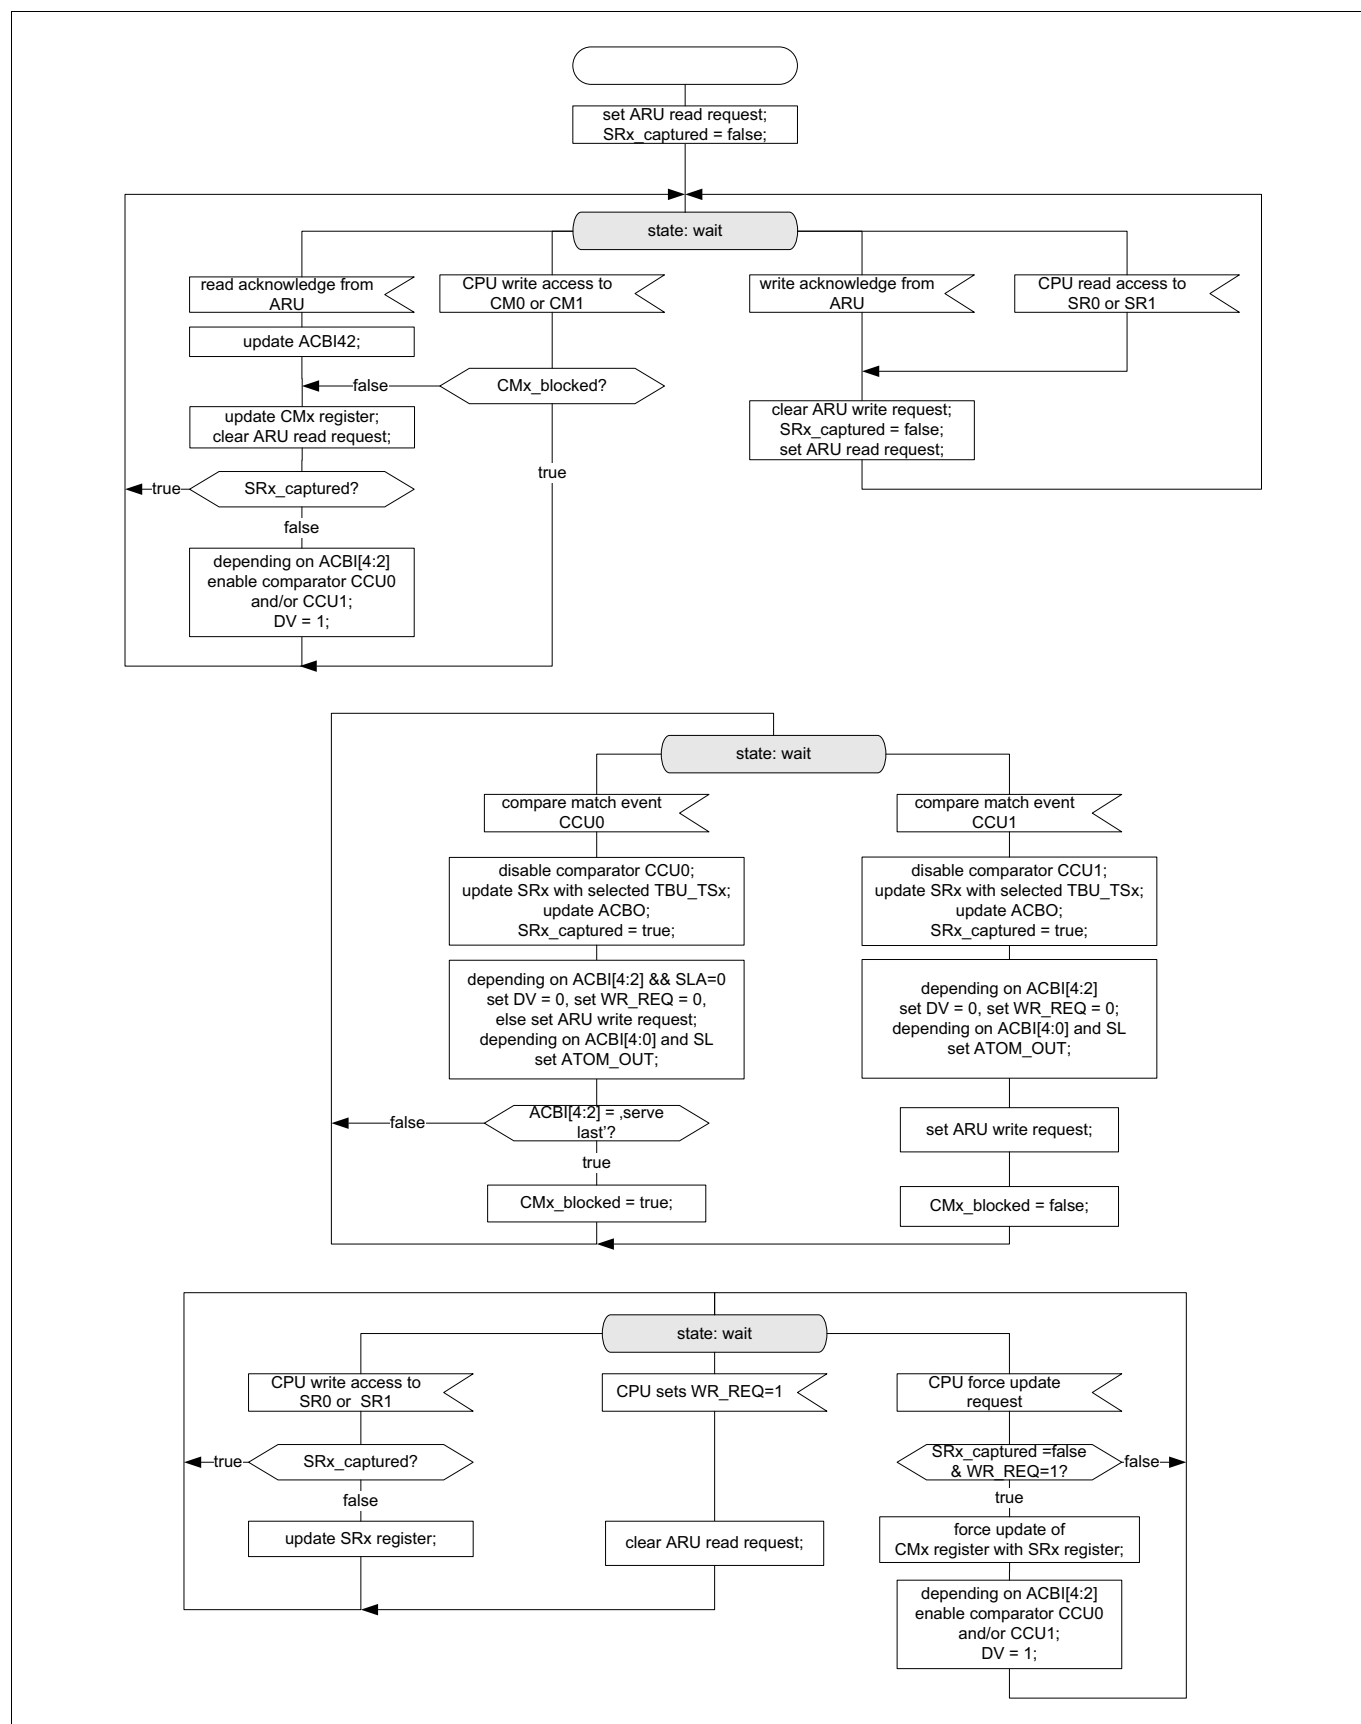 set ARU read request;
SRx_captured = false;
state: wait
read acknowledge from
ARU
CPU write access to
CM0 or CM1
write acknowledge from
ARU
CPU read access to
SR0 or SR1
update ACBI42;
false
CMx_blocked?
update CMx register;
clear ARU read request;
clear ARU write request;
SRx_captured = false;
set ARU read request;
true
true
SRx_captured?
false
depending on ACBI[4:2]
enable comparator CCU0
and/or CCU1;
DV = 1;
state: wait
compare match event
CCU0
compare match event
CCU1
disable comparator CCU0;
update SRx with selected TBU_TSx;
update ACBO;
SRx_captured = true;
disable comparator CCU1;
update SRx with selected TBU_TSx;
update ACBO;
SRx_captured = true;
depending on ACBI[4:2] && SLA=0
set DV = 0, set WR_REQ = 0,
else set ARU write request;
depending on ACBI[4:0] and SL
set ATOM_OUT;
depending on ACBI[4:2]
set DV = 0, set WR_REQ = 0;
depending on ACBI[4:0] and SL
set ATOM_OUT;
false
ACBI[4:2] = ‚serve
last’?
set ARU write request;
true
CMx_blocked = true;
CMx_blocked = false;
state: wait
CPU write access to
SR0 or SR1
CPU sets WR_REQ=1
CPU force update
request
true
SRx_captured?
SRx_captured =false
& WR_REQ=1?
false
false
true
update SRx register;
clear ARU read request;
force update of
CMx register with SRx register;
depending on ACBI[4:2]
enable comparator CCU0
and/or CCU1;
DV = 1;